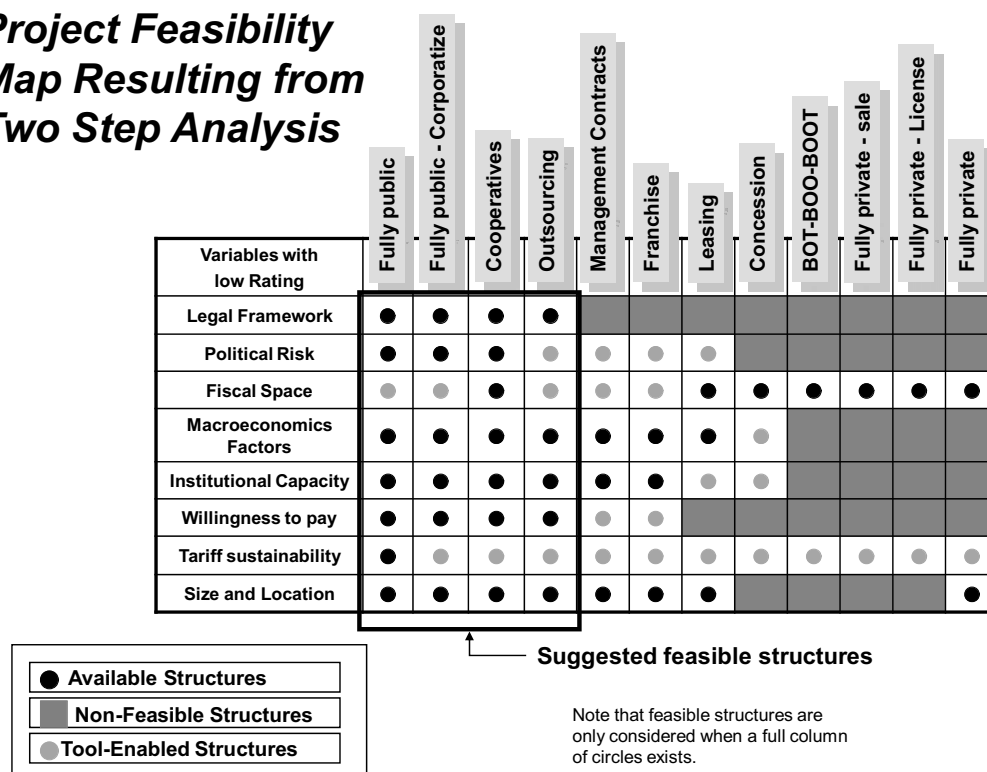 Project Feasibility
Map Resulting from
Two Step Analysis
Fully public
Fully public - Corporatize
Cooperatives
Outsourcing
Management Contracts
Franchise
Leasing
Concession
BOT-BOO-BOOT
Fully private - sale
Fully private - License
Fully private
Variables with
low Rating
Legal Framework
Political Risk
Fiscal Space
Macroeconomics
Factors
Institutional Capacity
Willingness to pay
Tariff sustainability
Size and Location
Suggested feasible structures
Available Structures
Non-Feasible Structures
Tool-Enabled Structures
Note that feasible structures are
only considered when a full column
of circles exists.